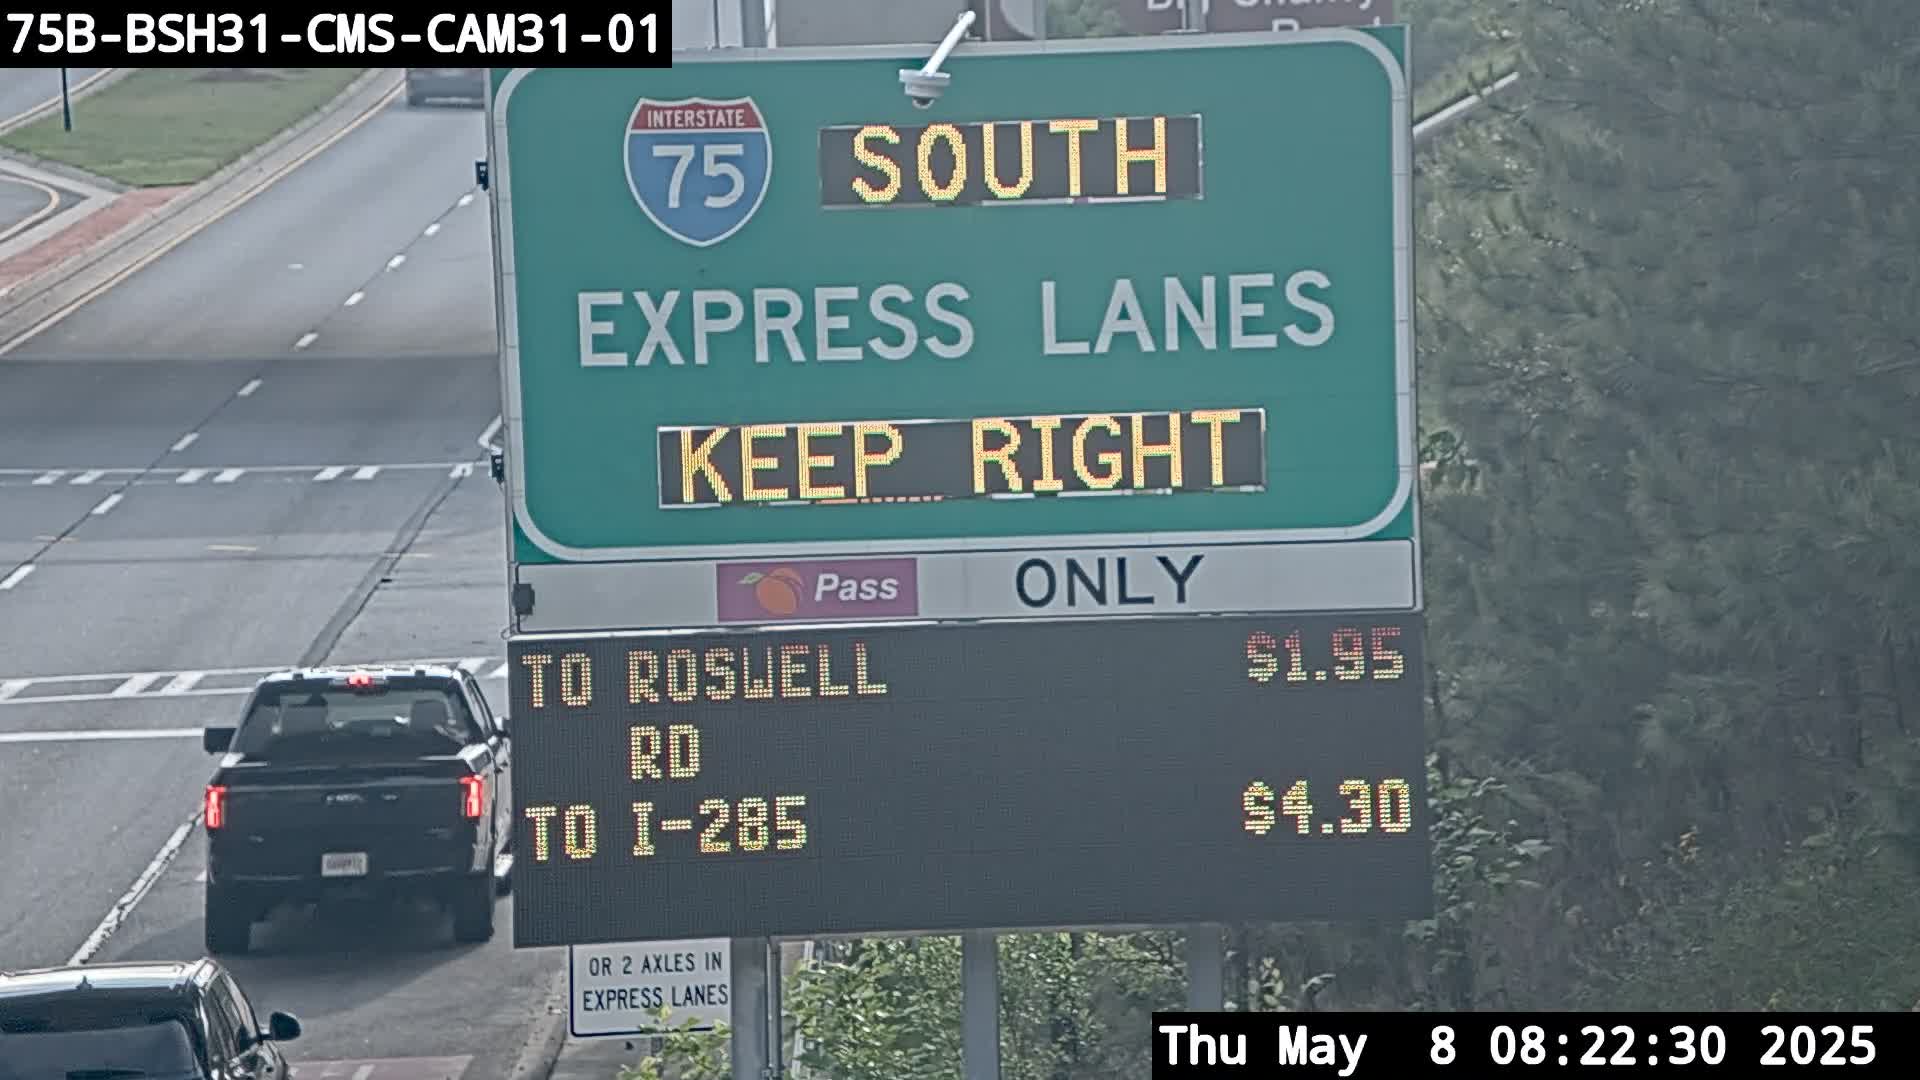 75B-BSH31-CMS-CAM31-01
Road
INTERSTATE
75
SOUTH
EXPRESS LANES
KEEP RIGHT
Pass ONLY
TO ROSWELL $1.95
RD
TO I-285 $4.30
OR 2 AXLES IN
EXPRESS LANES
Thu May 8 08:22:30 2025